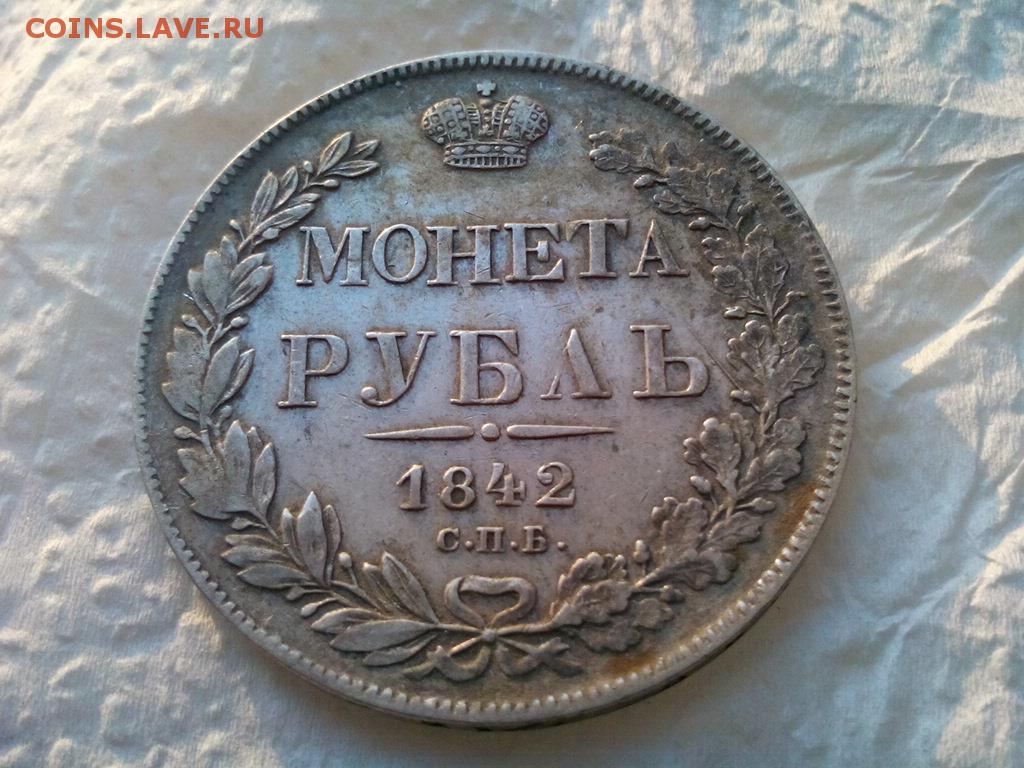 COINS.LAVE.RU
МОНЕТА
РУБЛЬ
1842
С.П.Б.